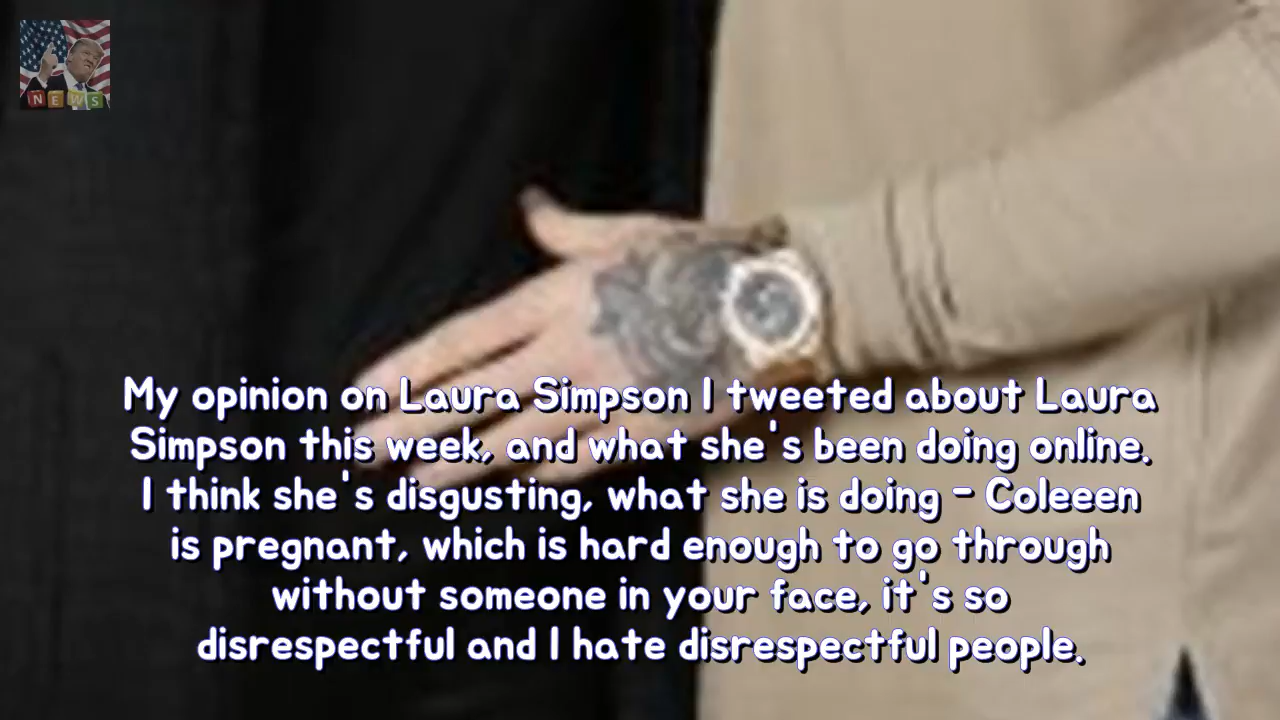 NEWS
My opinion on Laura Simpson I tweeted about Laura
Simpson this week, and what she's been doing online.
I think she's disgusting, what she is doing - Coleeen
is pregnant, which is hard enough to go through
without someone in your face, it's so
disrespectful and I hate disrespectful people.